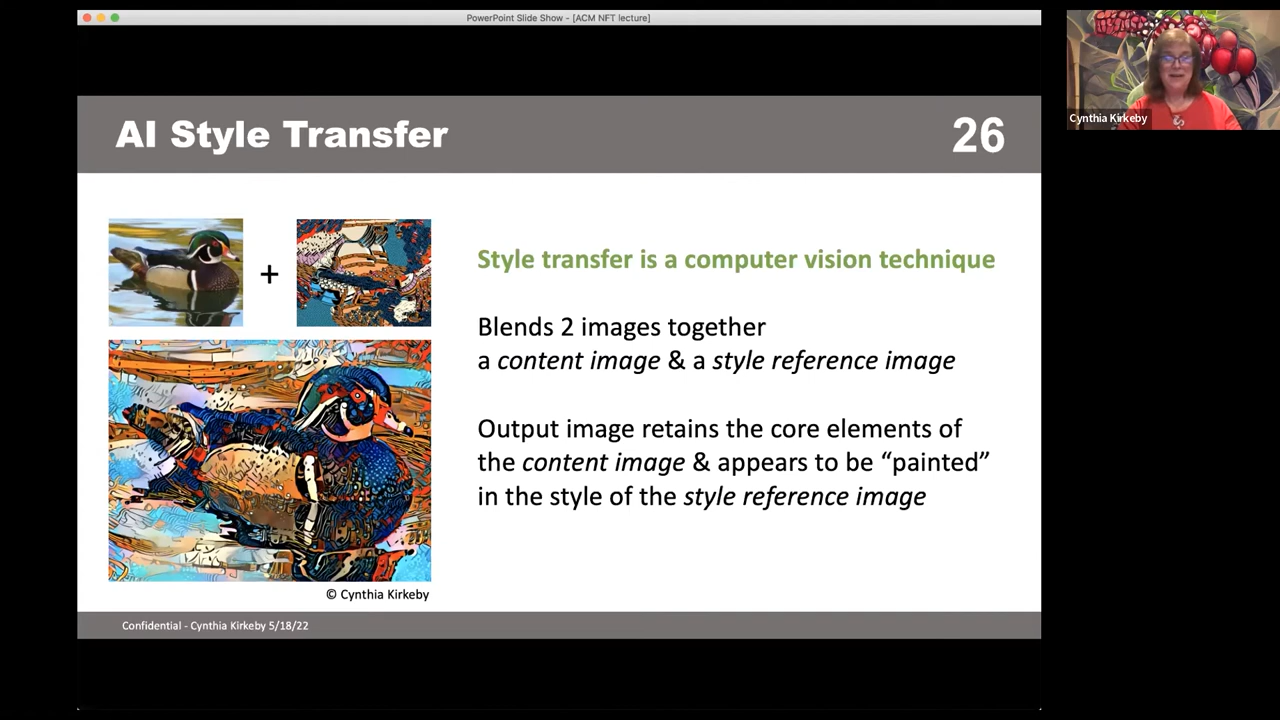 PowerPoint Slide Show - [ACM NFT lecture]
AI Style Transfer
26
+
Style transfer is a computer vision technique
Blends 2 images together
a content image & a style reference image
Output image retains the core elements of
the content image & appears to be “painted”
in the style of the style reference image
© Cynthia Kirkeby
Confidential - Cynthia Kirkeby 5/18/22
Cynthia Kirkeby